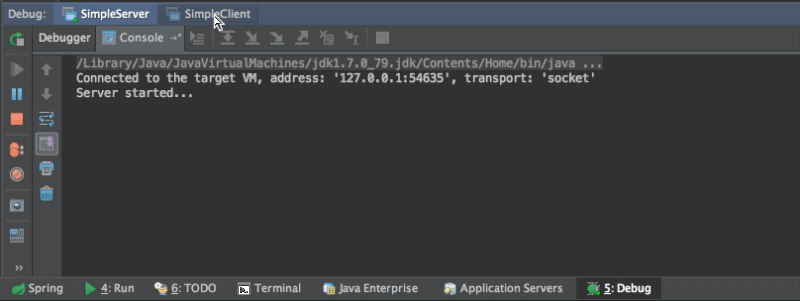 Debug: SimpleServer SimpleClient
Debugger Console
/Library/Java/JavaVirtualMachines/jdk1.7.0_79.jdk/Contents/Home/bin/java ...
Connected to the target VM, address: '127.0.0.1:54635', transport: 'socket'
Server started...
Spring 4: Run 6: TODO Terminal Java Enterprise Application Servers 5: Debug